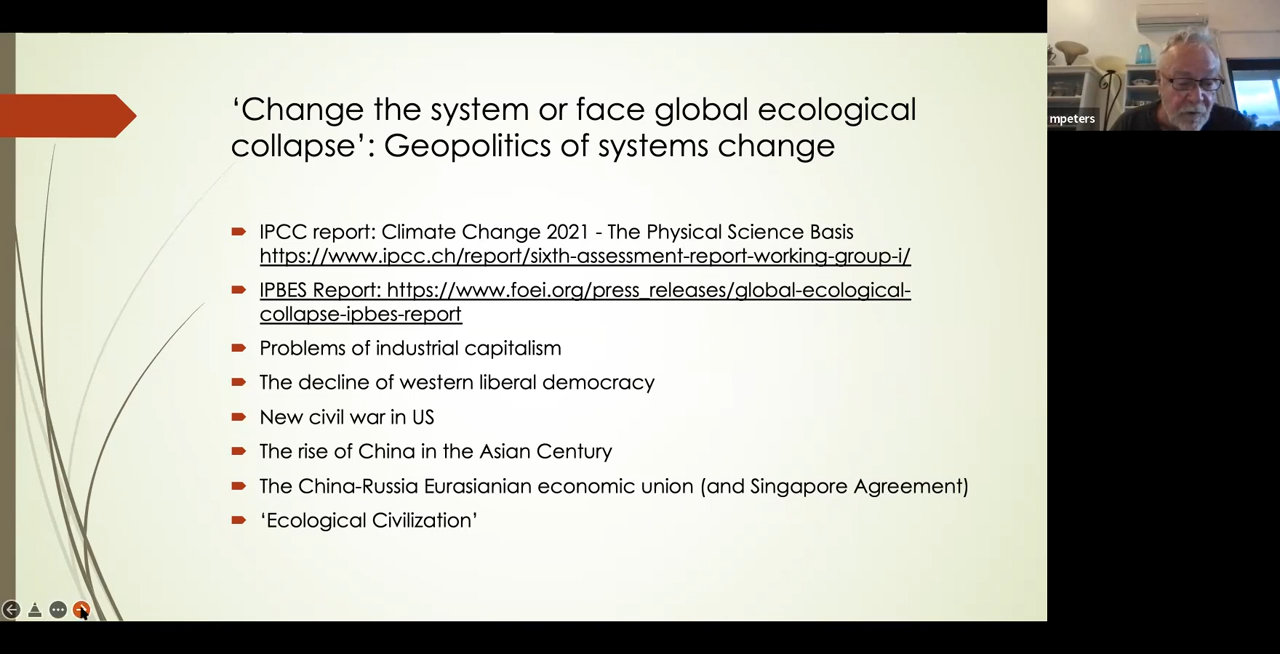 ‘Change the system or face global ecological
collapse’: Geopolitics of systems change
IPCC report: Climate Change 2021 - The Physical Science Basis
https://www.ipcc.ch/report/sixth-assessment-report-working-group-i/
IPBES Report: https://www.foei.org/press_releases/global-ecological-
collapse-ipbes-report
Problems of industrial capitalism
The decline of western liberal democracy
New civil war in US
The rise of China in the Asian Century
The China-Russia Eurasianian economic union (and Singapore Agreement)
‘Ecological Civilization’
mpeters